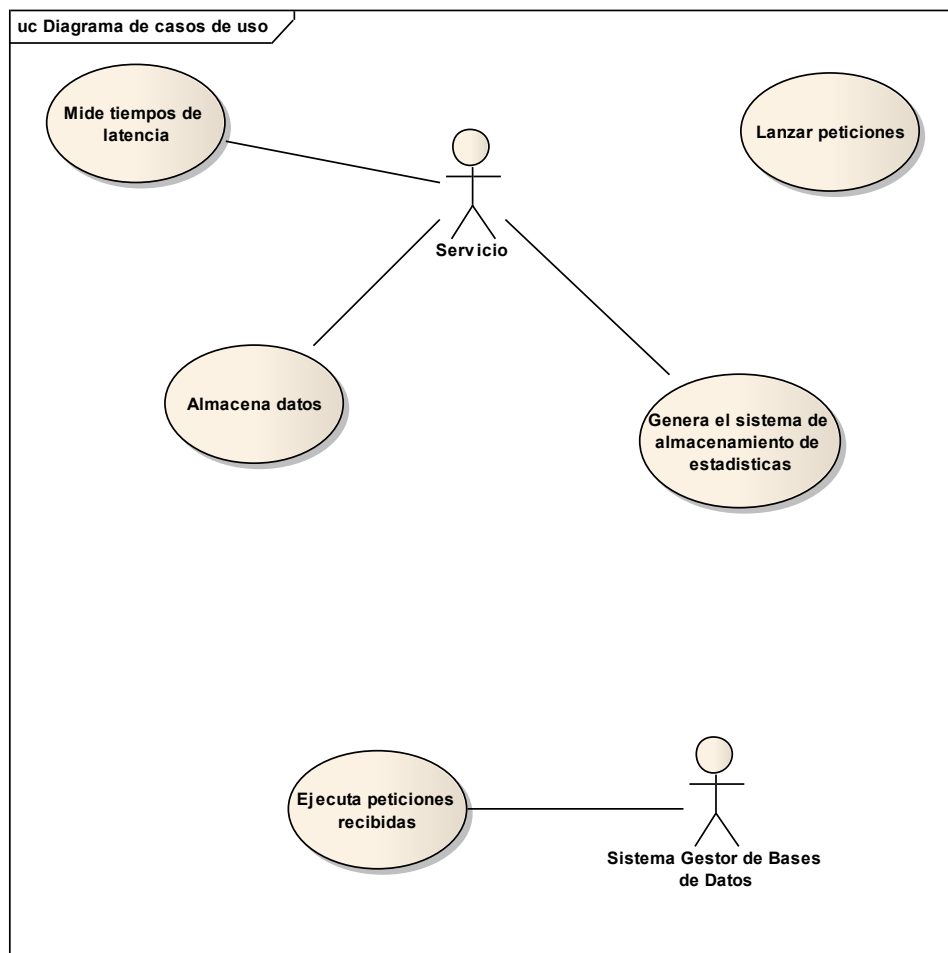 uc Diagrama de casos de uso
Mide tiempos de
latencia
Lanzar peticiones
Servicio
Almacena datos
Genera el sistema de
almacenamiento de
estadisticas
Ejecuta peticiones
recibidas
Sistema Gestor de Bases
de Datos